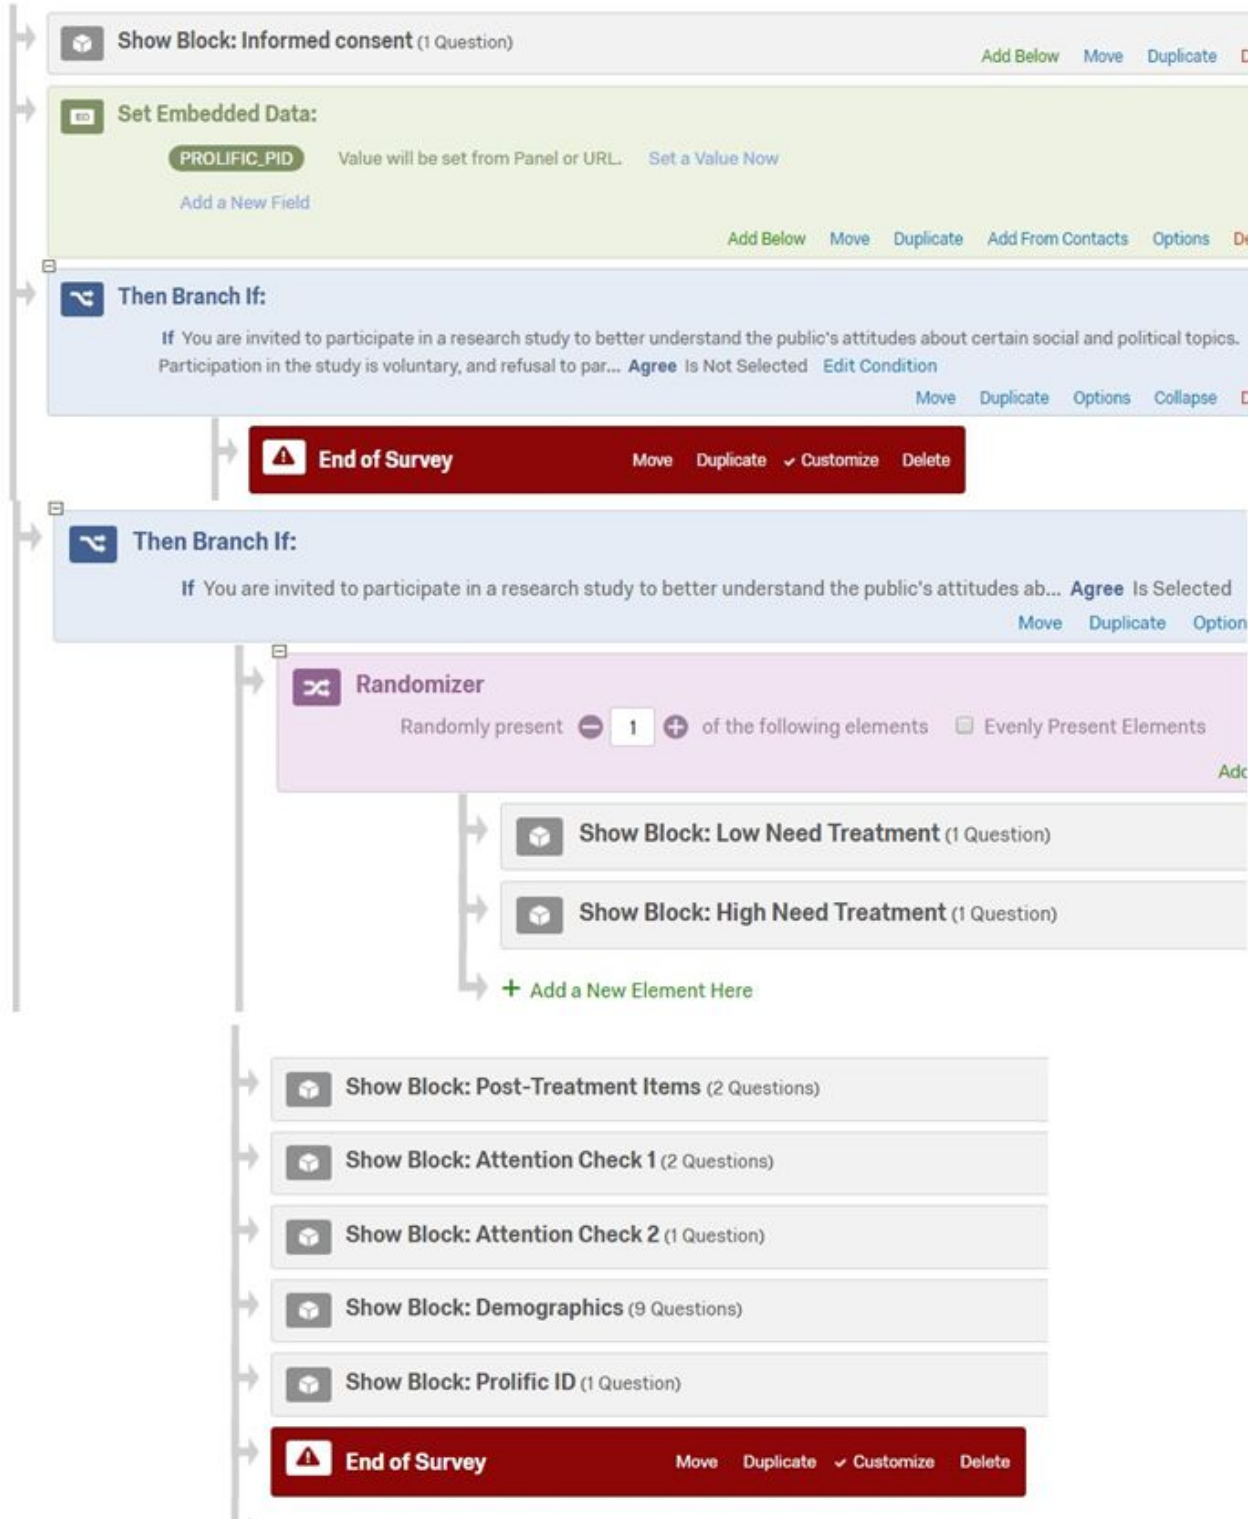 Show Block: Informed consent (1 Question)
Add Below Move Duplicate D
ED Set Embedded Data:
PROLIFIC_PID Value will be set from Panel or URL. Set a Value Now
Add a New Field
Add Below Move Duplicate Add From Contacts Options De
Then Branch If:
If You are invited to participate in a research study to better understand the public's attitudes about certain social and political topics.
Participation in the study is voluntary, and refusal to par... Agree Is Not Selected Edit Condition
Move Duplicate Options Collapse D
End of Survey Move Duplicate Customize Delete
Then Branch If:
If You are invited to participate in a research study to better understand the public's attitudes ab... Agree Is Selected
Move Duplicate Option
Randomizer
Randomly present 1 of the following elements Evenly Present Elements
Add
Show Block: Low Need Treatment (1 Question)
Show Block: High Need Treatment (1 Question)
+ Add a New Element Here
Show Block: Post-Treatment Items (2 Questions)
Show Block: Attention Check 1 (2 Questions)
Show Block: Attention Check 2 (1 Question)
Show Block: Demographics (9 Questions)
Show Block: Prolific ID (1 Question)
End of Survey Move Duplicate Customize Delete